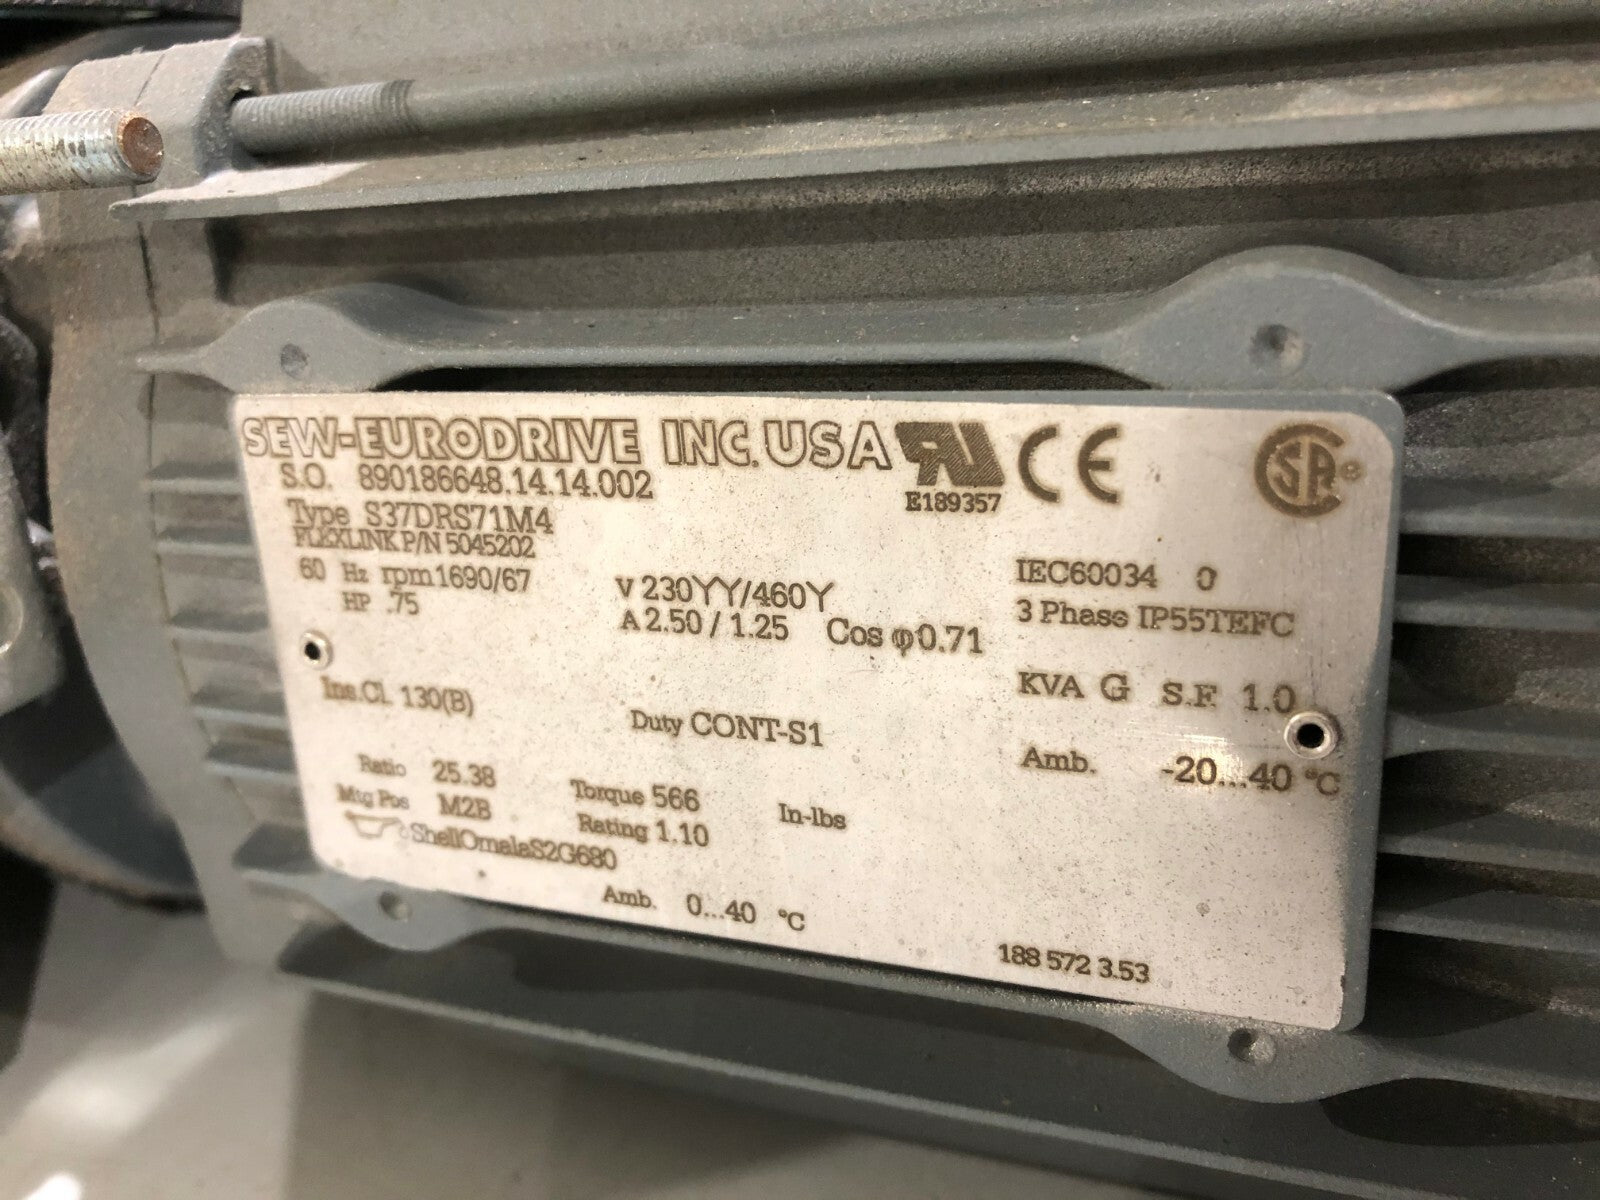 SEW-EURODRIVE INC. USA
S.O. 890186648.14.14.002
E189357
Type S37DRS71M4
FLEXLINK P/N 5045202
60 Hz rpm 1690/67
V 230YY/460Y
IEC60034 0
HP .75
A 2.50 / 1.25 Cos φ 0.71
3 Phase IP55TEFC
Ins.Cl. 130(B)
Duty CONT-S1
KVA G S.F. 1.0
Ratio 25.38
Torque 566 In-lbs
Amb. -20...40 °C
Mtg Pos M2B
Rating 1.10
ShellOmalaS2G680
Amb. 0...40 °C
188 572 3.53